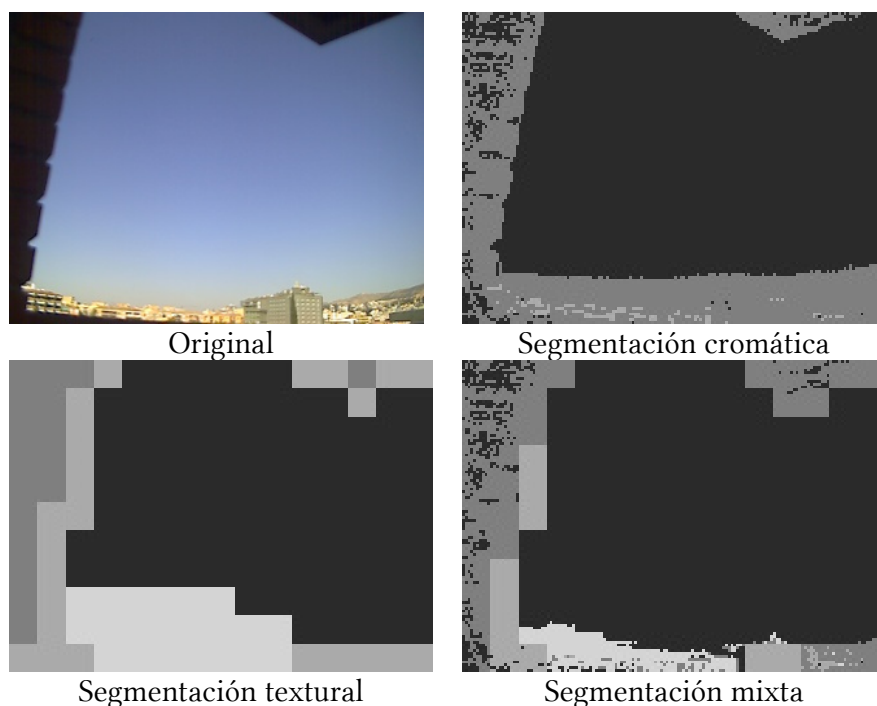 Original
Segmentación cromática
Segmentación textural
Segmentación mixta